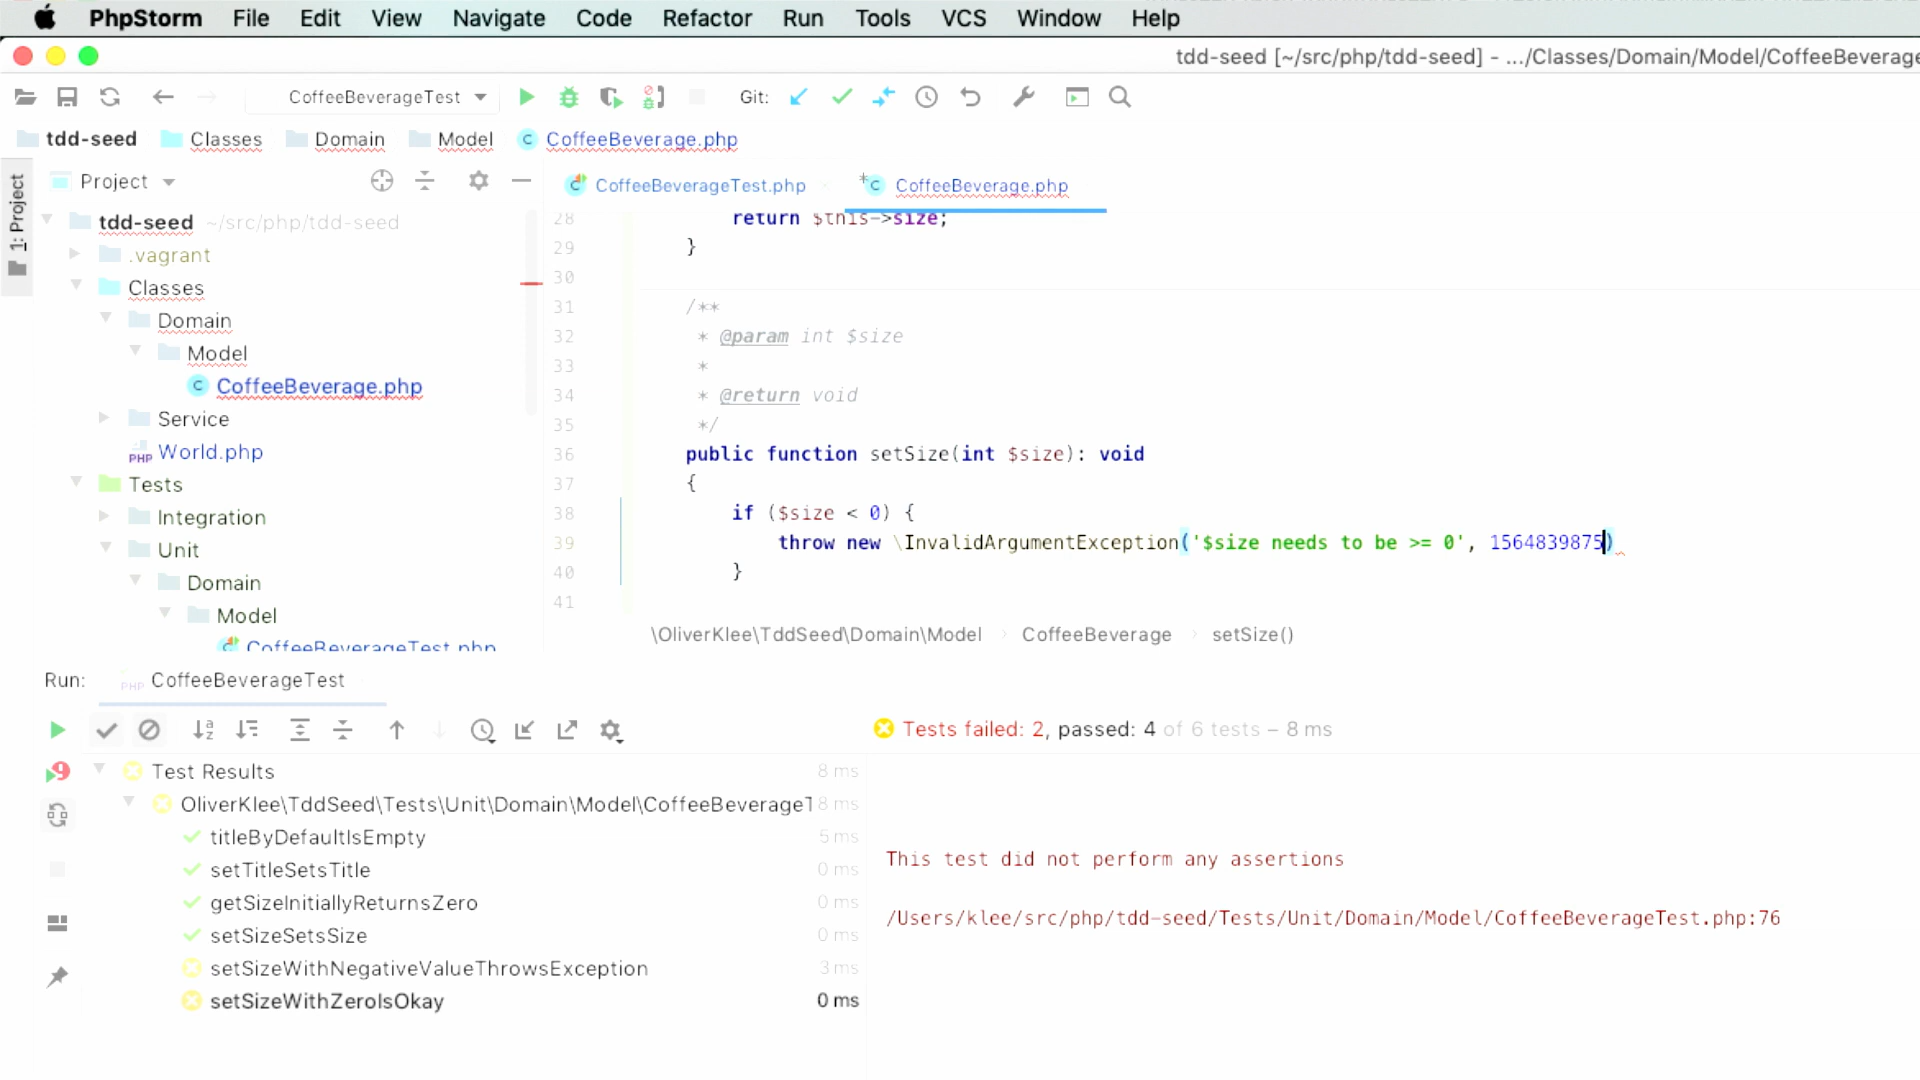 PhpStorm File Edit View Navigate Code Refactor Run Tools VCS Window Help
tdd-seed [~/src/php/tdd-seed] - .../Classes/Domain/Model/CoffeeBeverage
CoffeeBeverageTest Git:
tdd-seed Classes Domain Model CoffeeBeverage.php
1: Project
Project
CoffeeBeverageTest.php CoffeeBeverage.php
tdd-seed ~/src/php/tdd-seed
.vagrant
Classes
Domain
Model
CoffeeBeverage.php
Service
World.php
Tests
Integration
Unit
Domain
Model
CoffeeBeverageTest.php
28 return $this->size;
29 }
30
31 /**
32 * @param int $size
33 *
34 * @return void
35 */
36 public function setSize(int $size): void
37 {
38 if ($size < 0) {
39 throw new \InvalidArgumentException('$size needs to be >= 0', 1564839875)
40 }
41
\OliverKlee\TddSeed\Domain\Model CoffeeBeverage setSize()
Run: PHP CoffeeBeverageTest
Tests failed: 2, passed: 4 of 6 tests – 8 ms
Test Results 8 ms
OliverKlee\TddSeed\Tests\Unit\Domain\Model\CoffeeBeverageT 8 ms
titleByDefaultIsEmpty 5 ms
setTitleSetsTitle 0 ms
getSizeInitiallyReturnsZero 0 ms
setSizeSetsSize 0 ms
setSizeWithNegativeValueThrowsException 3 ms
setSizeWithZeroIsOkay 0 ms
This test did not perform any assertions
/Users/klee/src/php/tdd-seed/Tests/Unit/Domain/Model/CoffeeBeverageTest.php:76